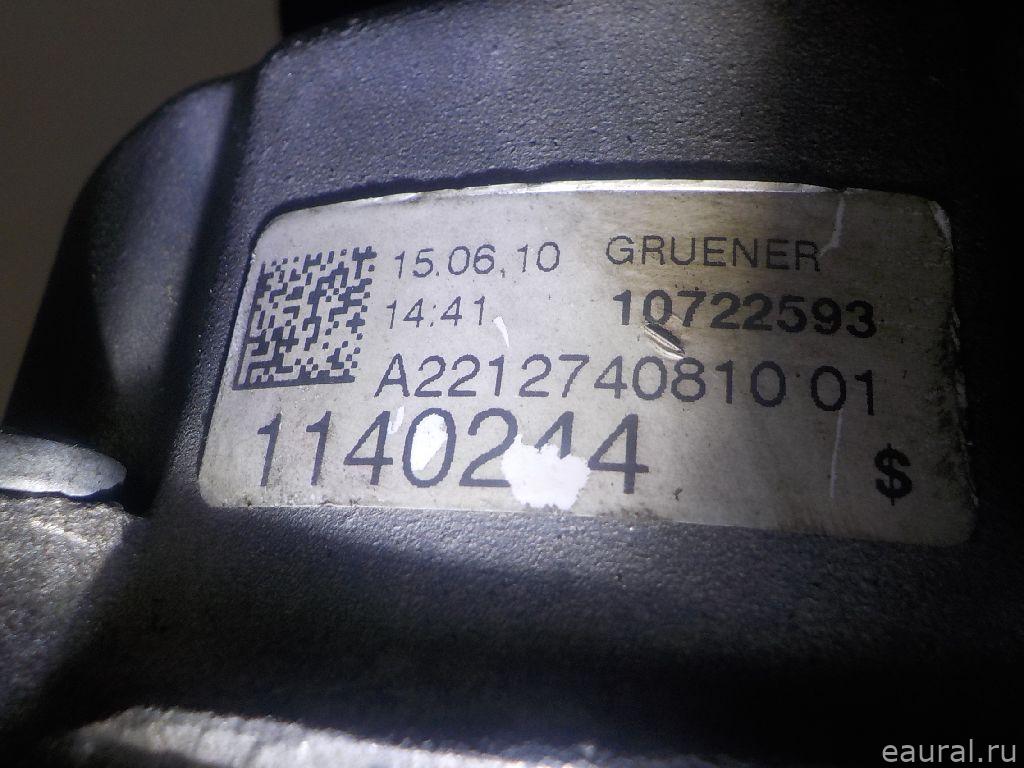 15.06.10 GRUENER
14:41 10722593
A2212740810 01
1140244
$
eaural.ru